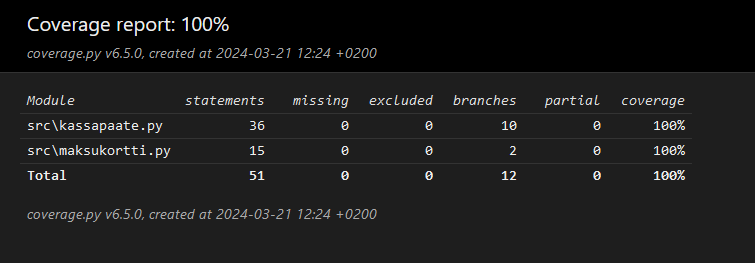 Coverage report: 100%
coverage.py v6.5.0, created at 2024-03-21 12:24 +0200
Module statements missing excluded branches partial coverage
src\kassapaate.py 36 0 0 10 0 100%
src\maksukortti.py 15 0 0 2 0 100%
Total 51 0 0 12 0 100%
coverage.py v6.5.0, created at 2024-03-21 12:24 +0200